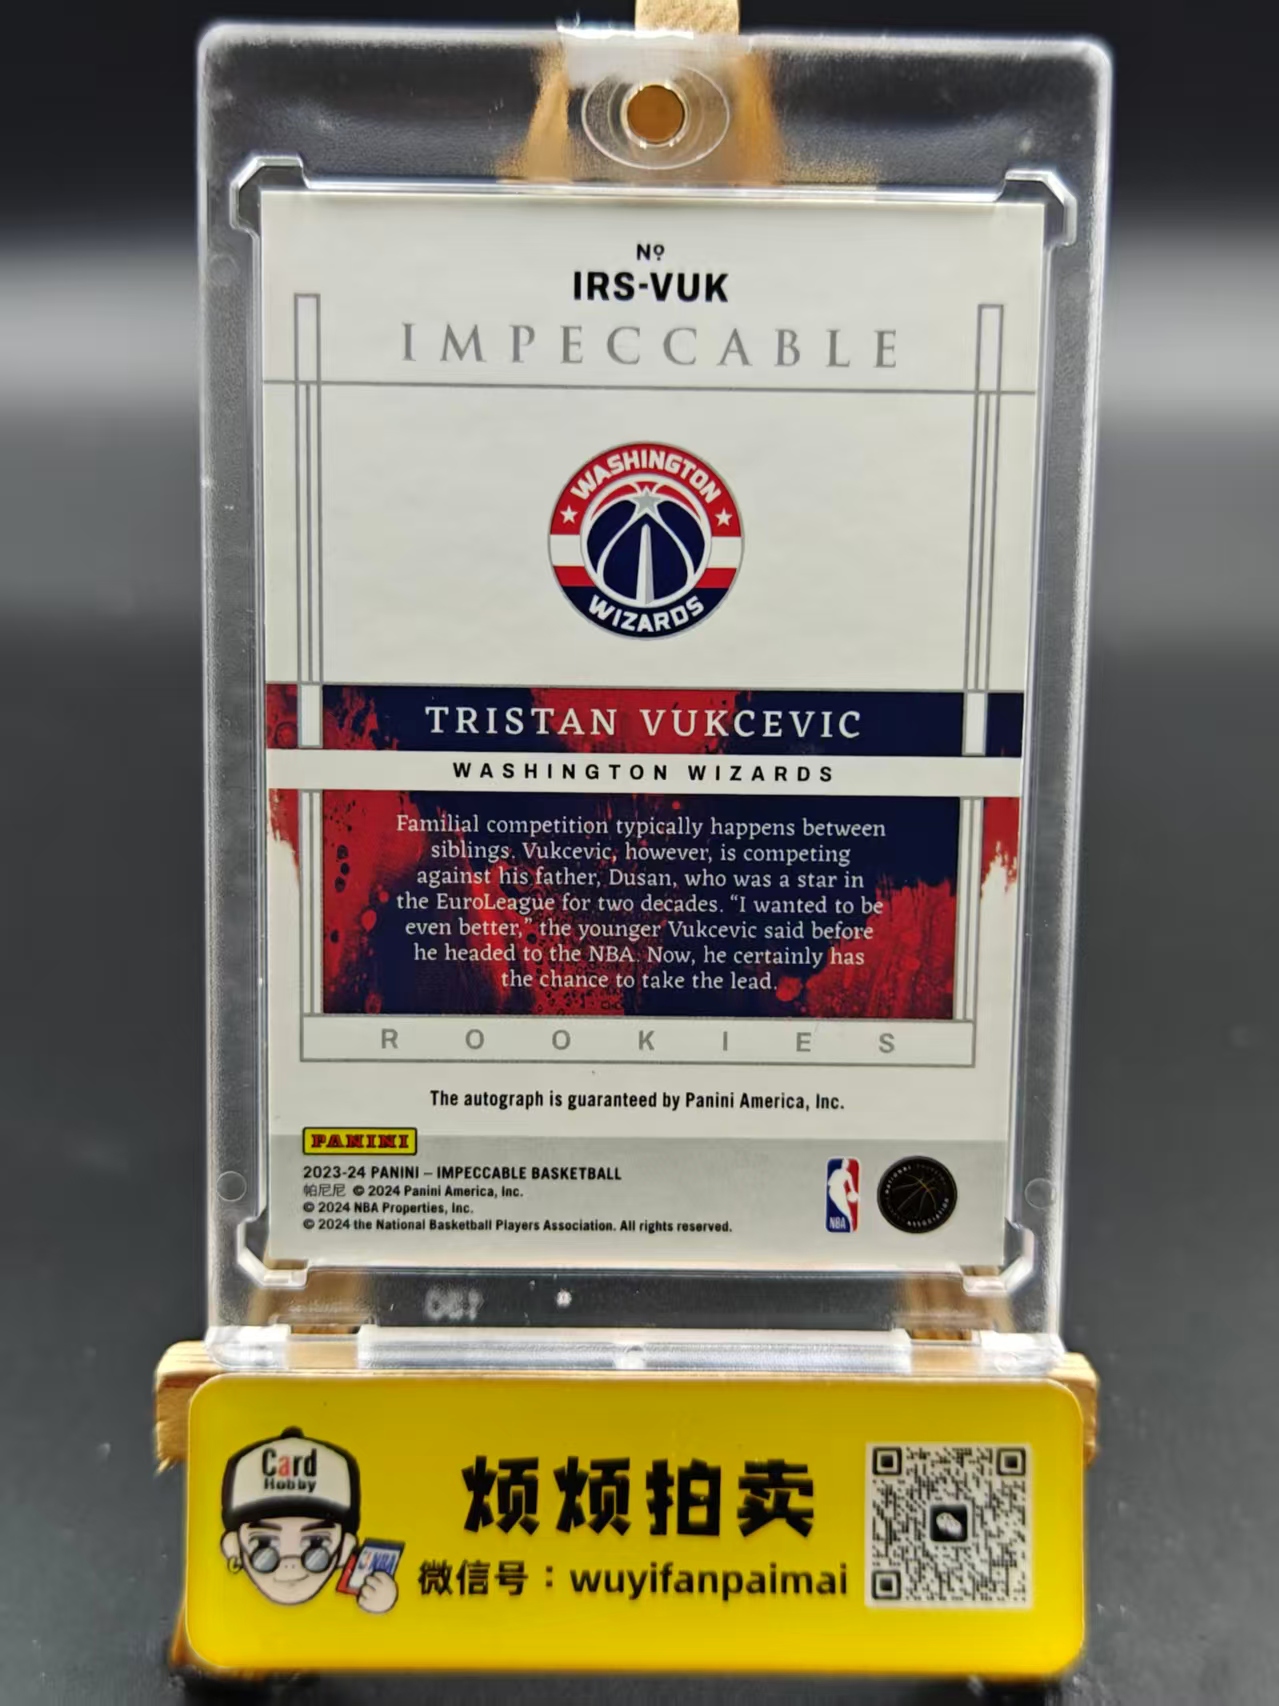 Nº
IRS-VUK
IMPECCABLE
WASHINGTON
WIZARDS
TRISTAN VUKCEVIC
WASHINGTON WIZARDS
Familial competition typically happens between
siblings. Vukcevic, however, is competing
against his father, Dusan, who was a star in
the EuroLeague for two decades. “I wanted to be
even better,” the younger Vukcevic said before
he headed to the NBA. Now, he certainly has
the chance to take the lead.
ROOKIES
The autograph is guaranteed by Panini America, Inc.
PANINI
2023-24 PANINI – IMPECCABLE BASKETBALL
帕尼尼 © 2024 Panini America, Inc.
© 2024 NBA Properties, Inc.
© 2024 the National Basketball Players Association. All rights reserved.
NBA
Card
Hobby
NBA
烦烦拍卖
微信号：wuyifanpaimai